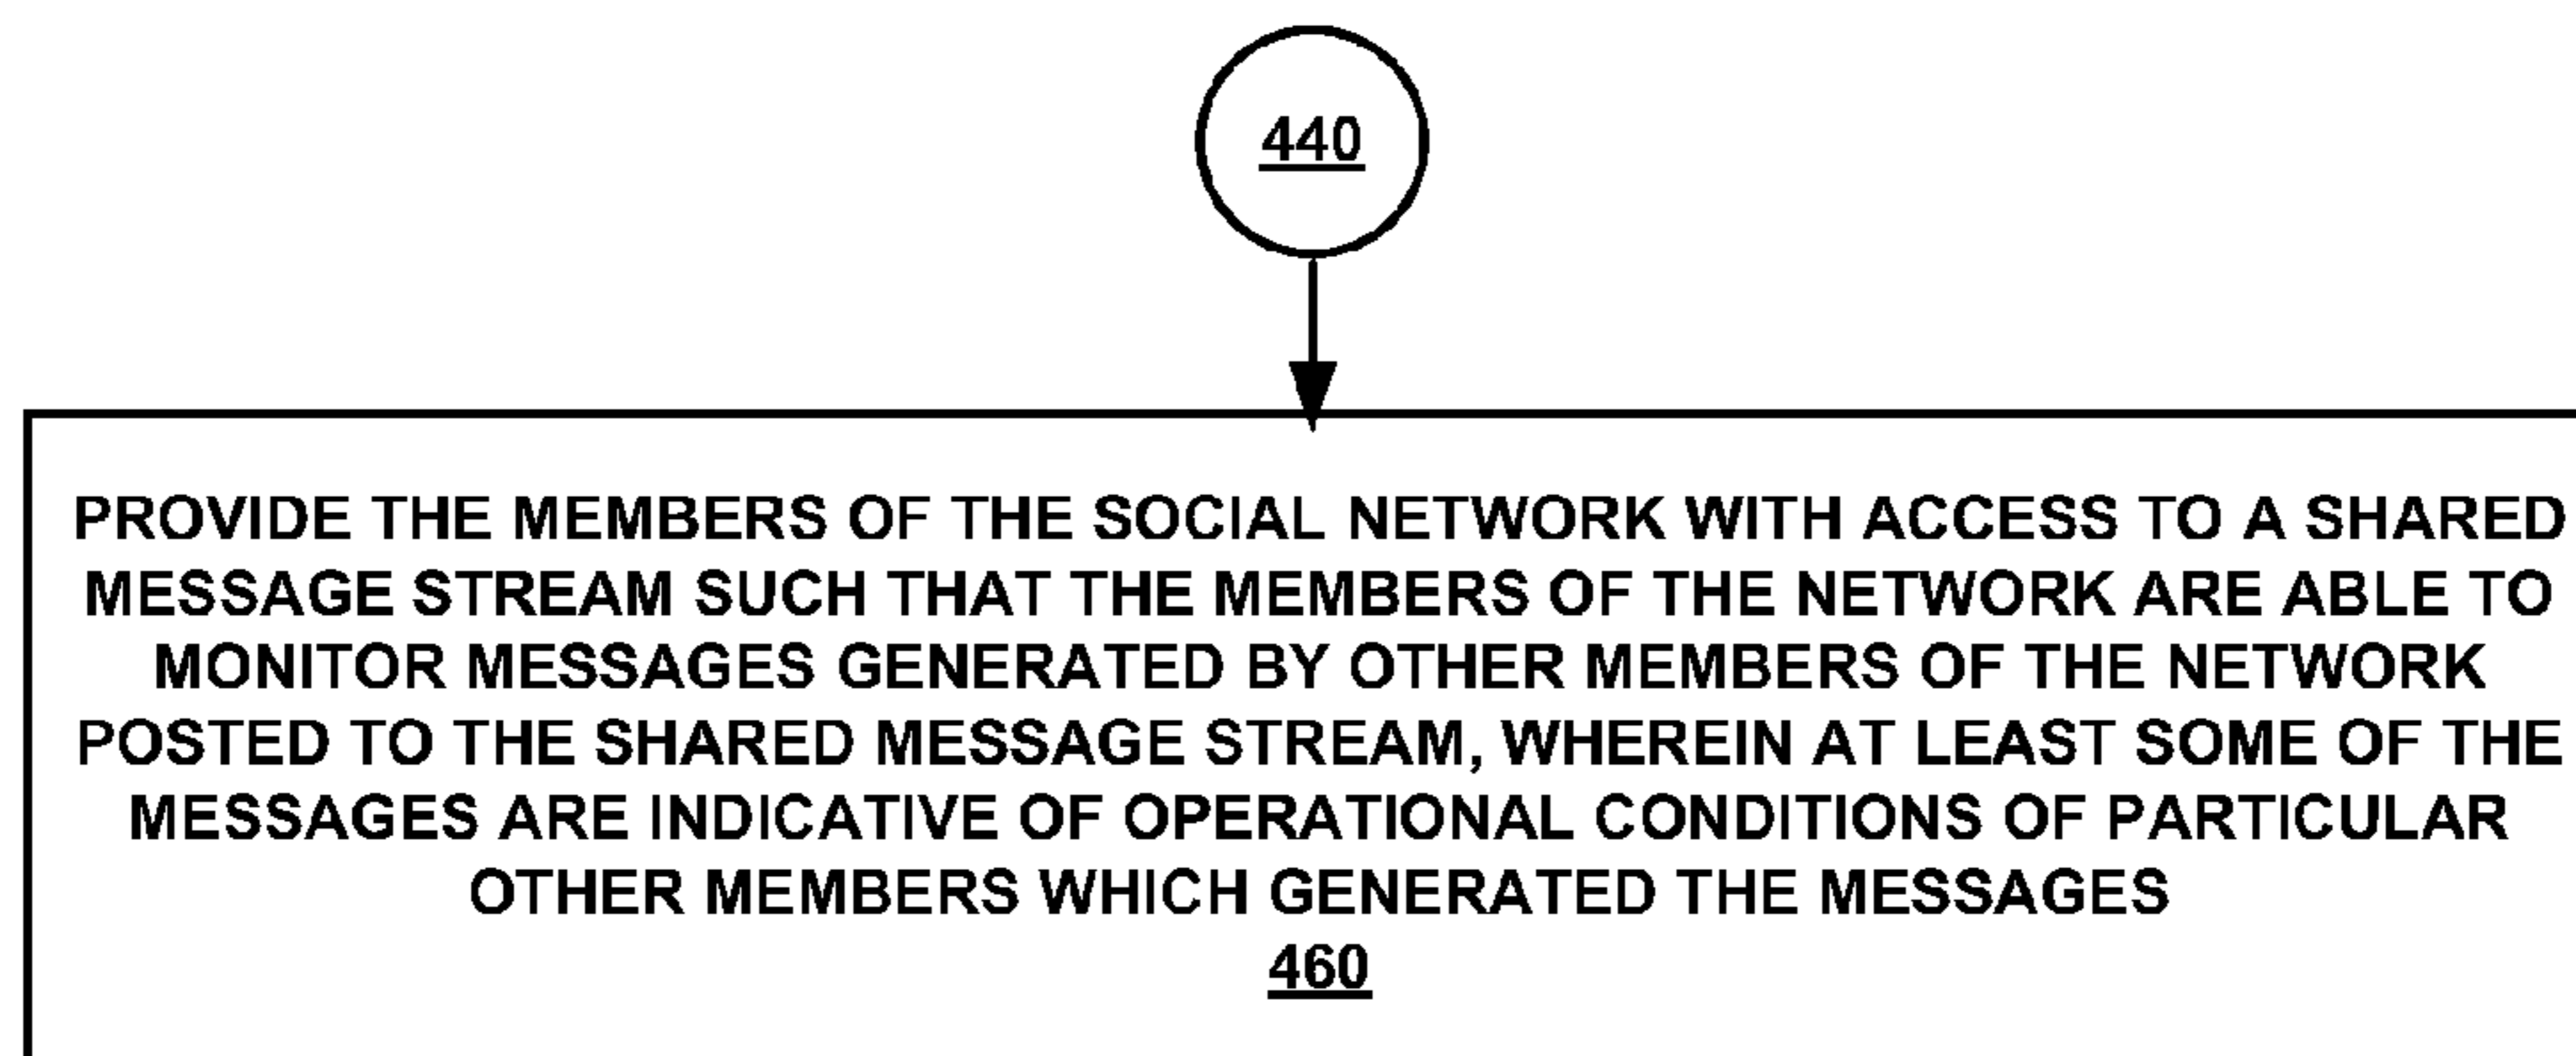 440
PROVIDE THE MEMBERS OF THE SOCIAL NETWORK WITH ACCESS TO A SHARED
MESSAGE STREAM SUCH THAT THE MEMBERS OF THE NETWORK ARE ABLE TO
MONITOR MESSAGES GENERATED BY OTHER MEMBERS OF THE NETWORK
POSTED TO THE SHARED MESSAGE STREAM, WHEREIN AT LEAST SOME OF THE
MESSAGES ARE INDICATIVE OF OPERATIONAL CONDITIONS OF PARTICULAR
OTHER MEMBERS WHICH GENERATED THE MESSAGES
460